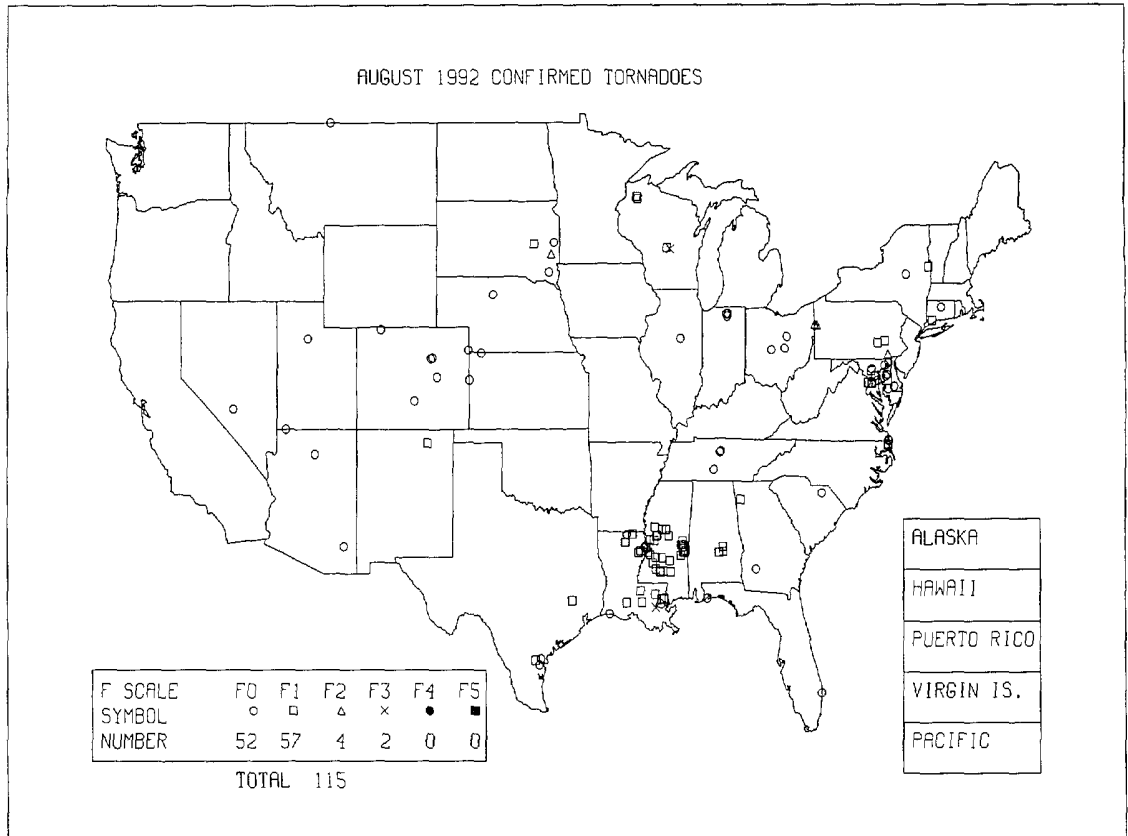 AUGUST 1992 CONFIRMED TORNADOES
ALASKA
HAWAII
PUERTO RICO
VIRGIN IS.
PACIFIC
F SCALE F0 F1 F2 F3 F4 F5
SYMBOL ○ □ △ × ● ■
NUMBER 52 57 4 2 0 0
TOTAL 115